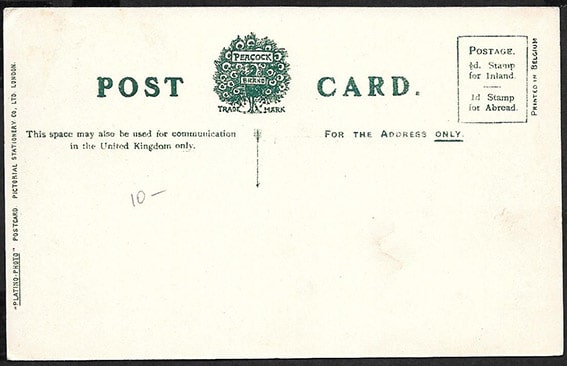 POST CARD.
PEACOCK
BRAND
TRADE MARK
POSTAGE.
½d. Stamp
for Inland.
1d Stamp
for Abroad.
PRINTED IN BELGIUM
This space may also be used for communication
in the United Kingdom only.
FOR THE ADDRESS ONLY.
10-
"PLATINO-PHOTO" POSTCARD. PICTORIAL STATIONERY CO., LTD. LONDON.